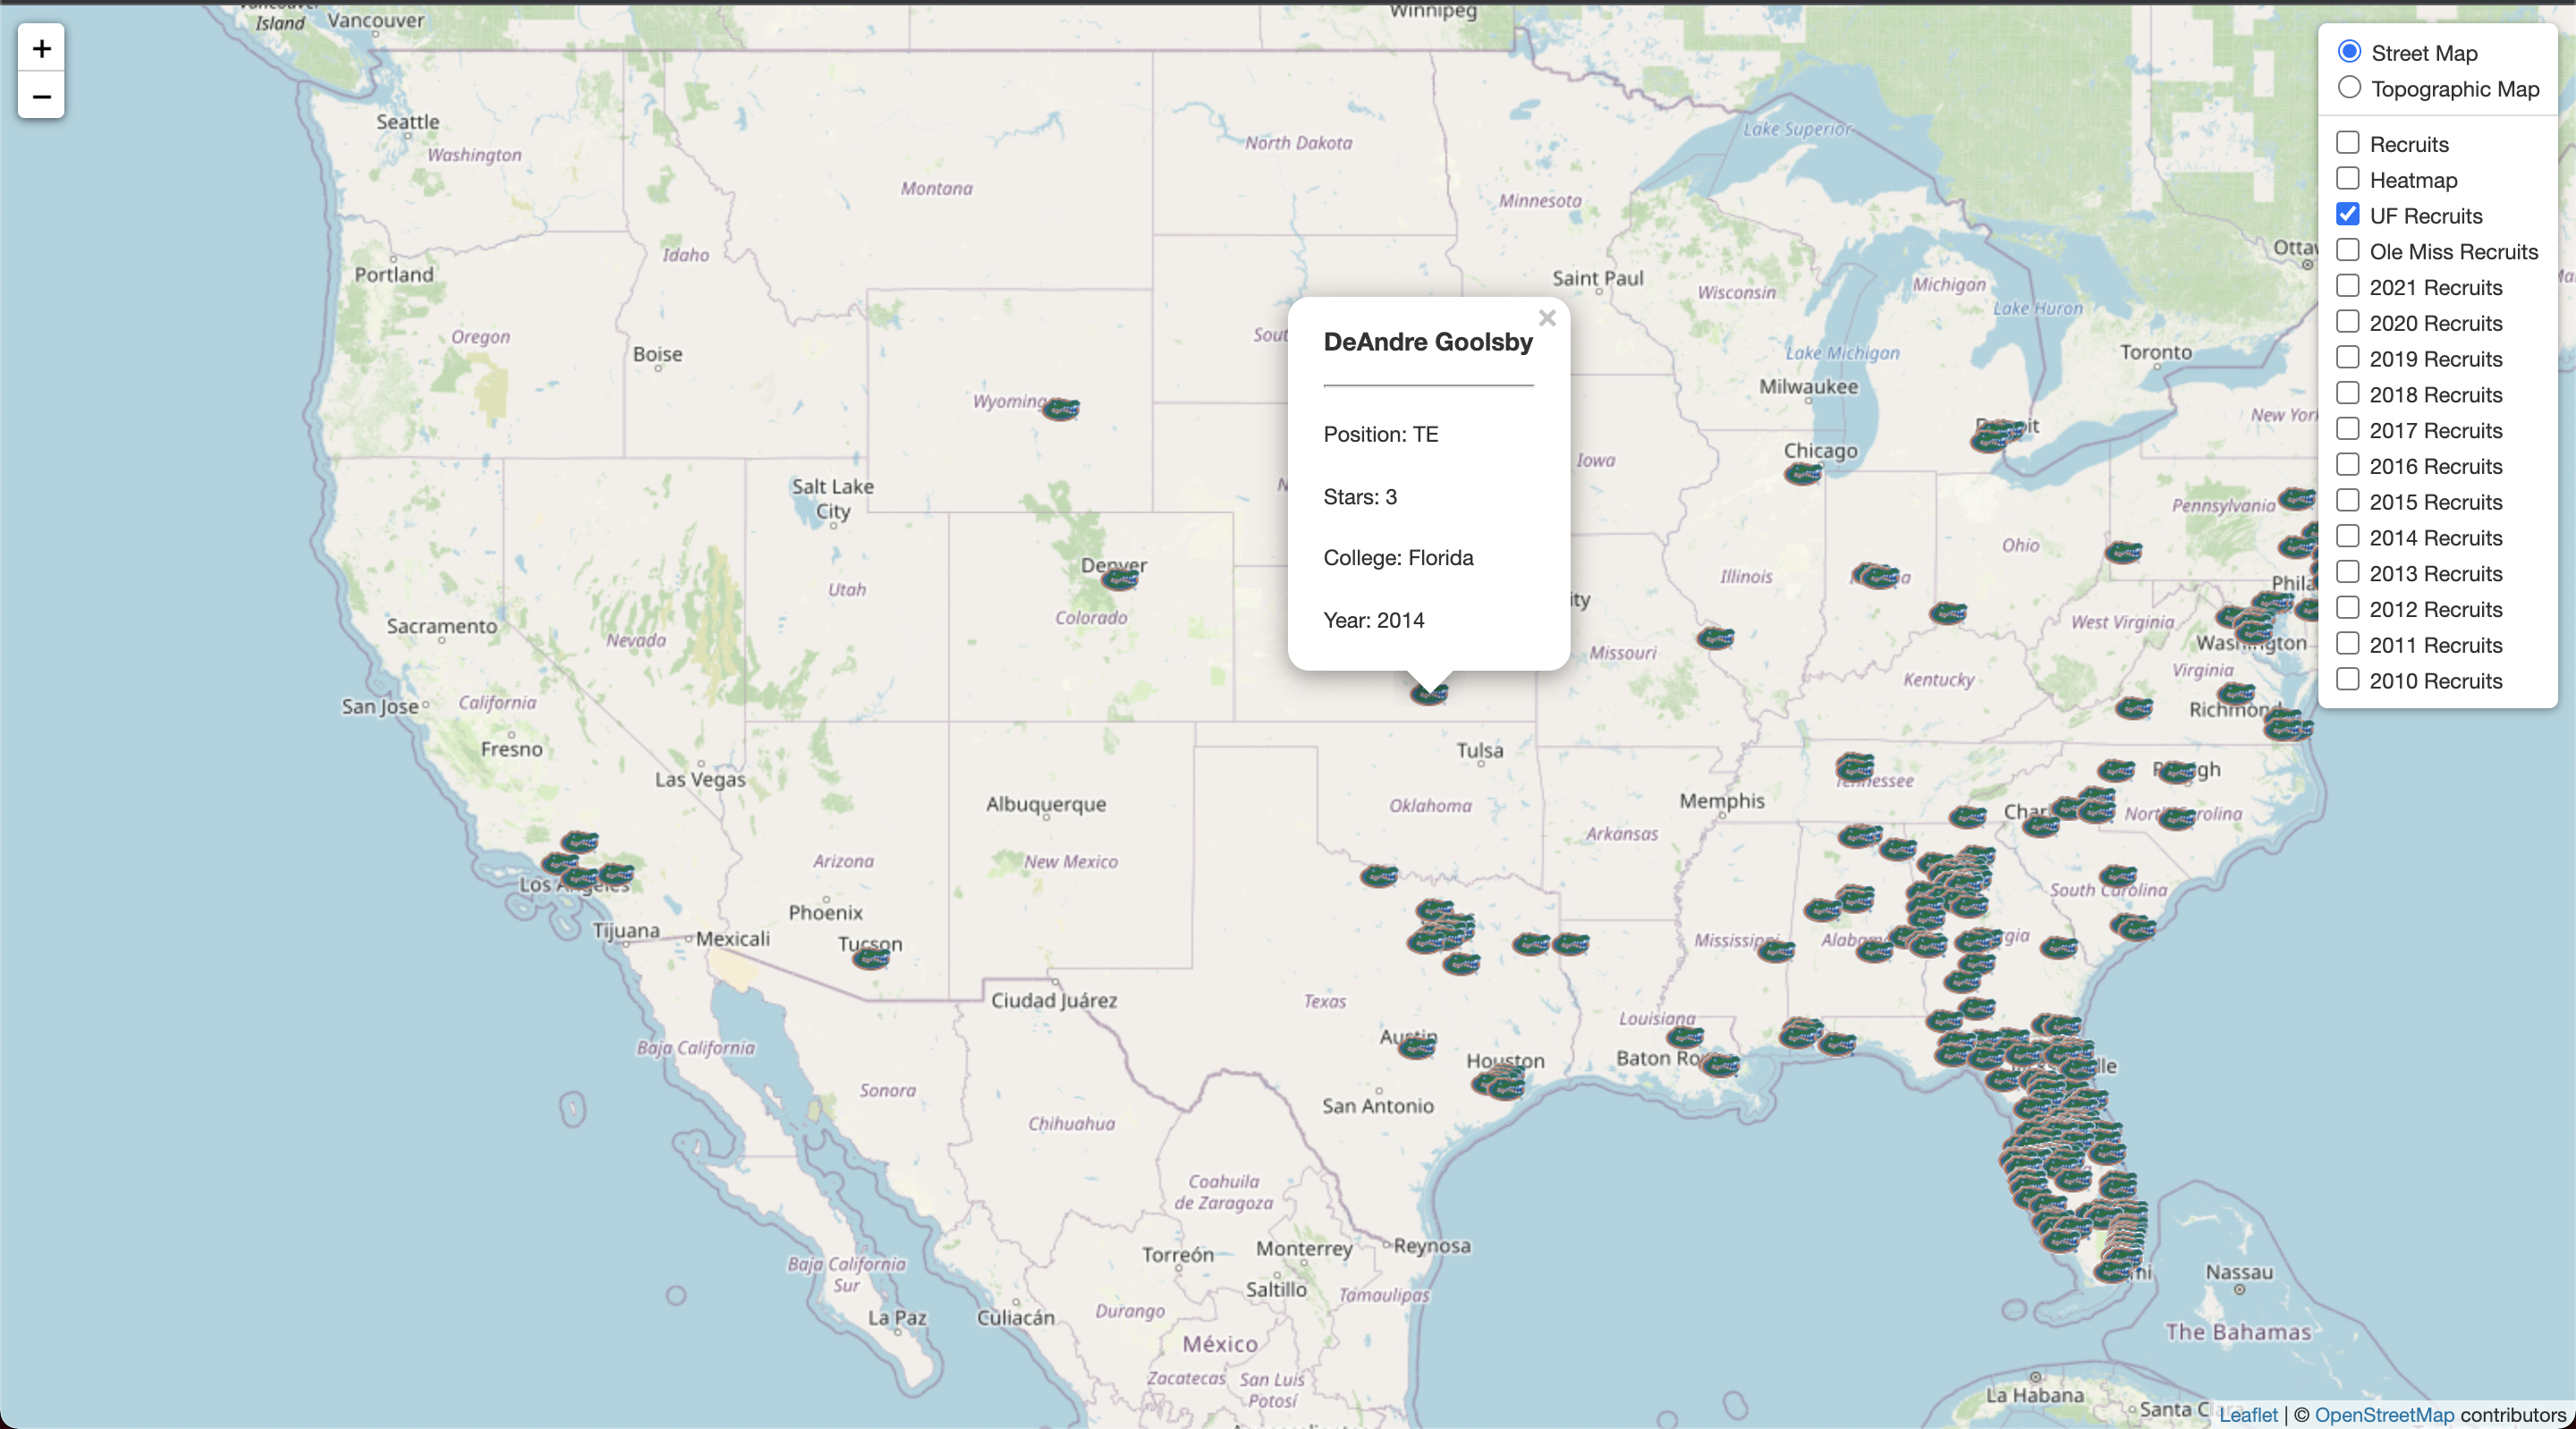 Vancouver
Island
Vancouver
Winnipeg
+
−
Seattle
Washington
Montana
North Dakota
Minnesota
Lake Superior
Portland
Oregon
Idaho
Boise
Saint Paul
Wisconsin
Michigan
Lake Huron
Lake Michigan
Milwaukee
Toronto
New York
Wyoming
Chicago
Iowa
Salt Lake
City
Denver
Utah
Colorado
Nevada
Sacramento
San Jose
California
Fresno
Las Vegas
Illinois
Ohio
Pennsylvania
Missouri
West Virginia
Washington
Virginia
Kentucky
Richmond
Tulsa
Albuquerque
Oklahoma
Memphis
Tennessee
North Carolina
Arkansas
Arizona
New Mexico
Los Angeles
Phoenix
Tijuana
Mexicali
Tucson
South Carolina
Mississippi
Alabama
Ciudad Juárez
Texas
Louisiana
Austin
Houston
Baton Ro
San Antonio
Baja California
Sonora
Chihuahua
Coahuila
de Zaragoza
Torreón
Monterrey
Reynosa
Saltillo
Tamaulipas
Baja California
Sur
La Paz
Culiacán
Durango
México
Zacatecas
San Luis
Potosí
Nassau
The Bahamas
La Habana
DeAndre Goolsby
×
Position: TE
Stars: 3
College: Florida
Year: 2014
Street Map
Topographic Map
Recruits
Heatmap
UF Recruits
Ole Miss Recruits
2021 Recruits
2020 Recruits
2019 Recruits
2018 Recruits
2017 Recruits
2016 Recruits
2015 Recruits
2014 Recruits
2013 Recruits
2012 Recruits
2011 Recruits
2010 Recruits
Leaflet | © OpenStreetMap contributors